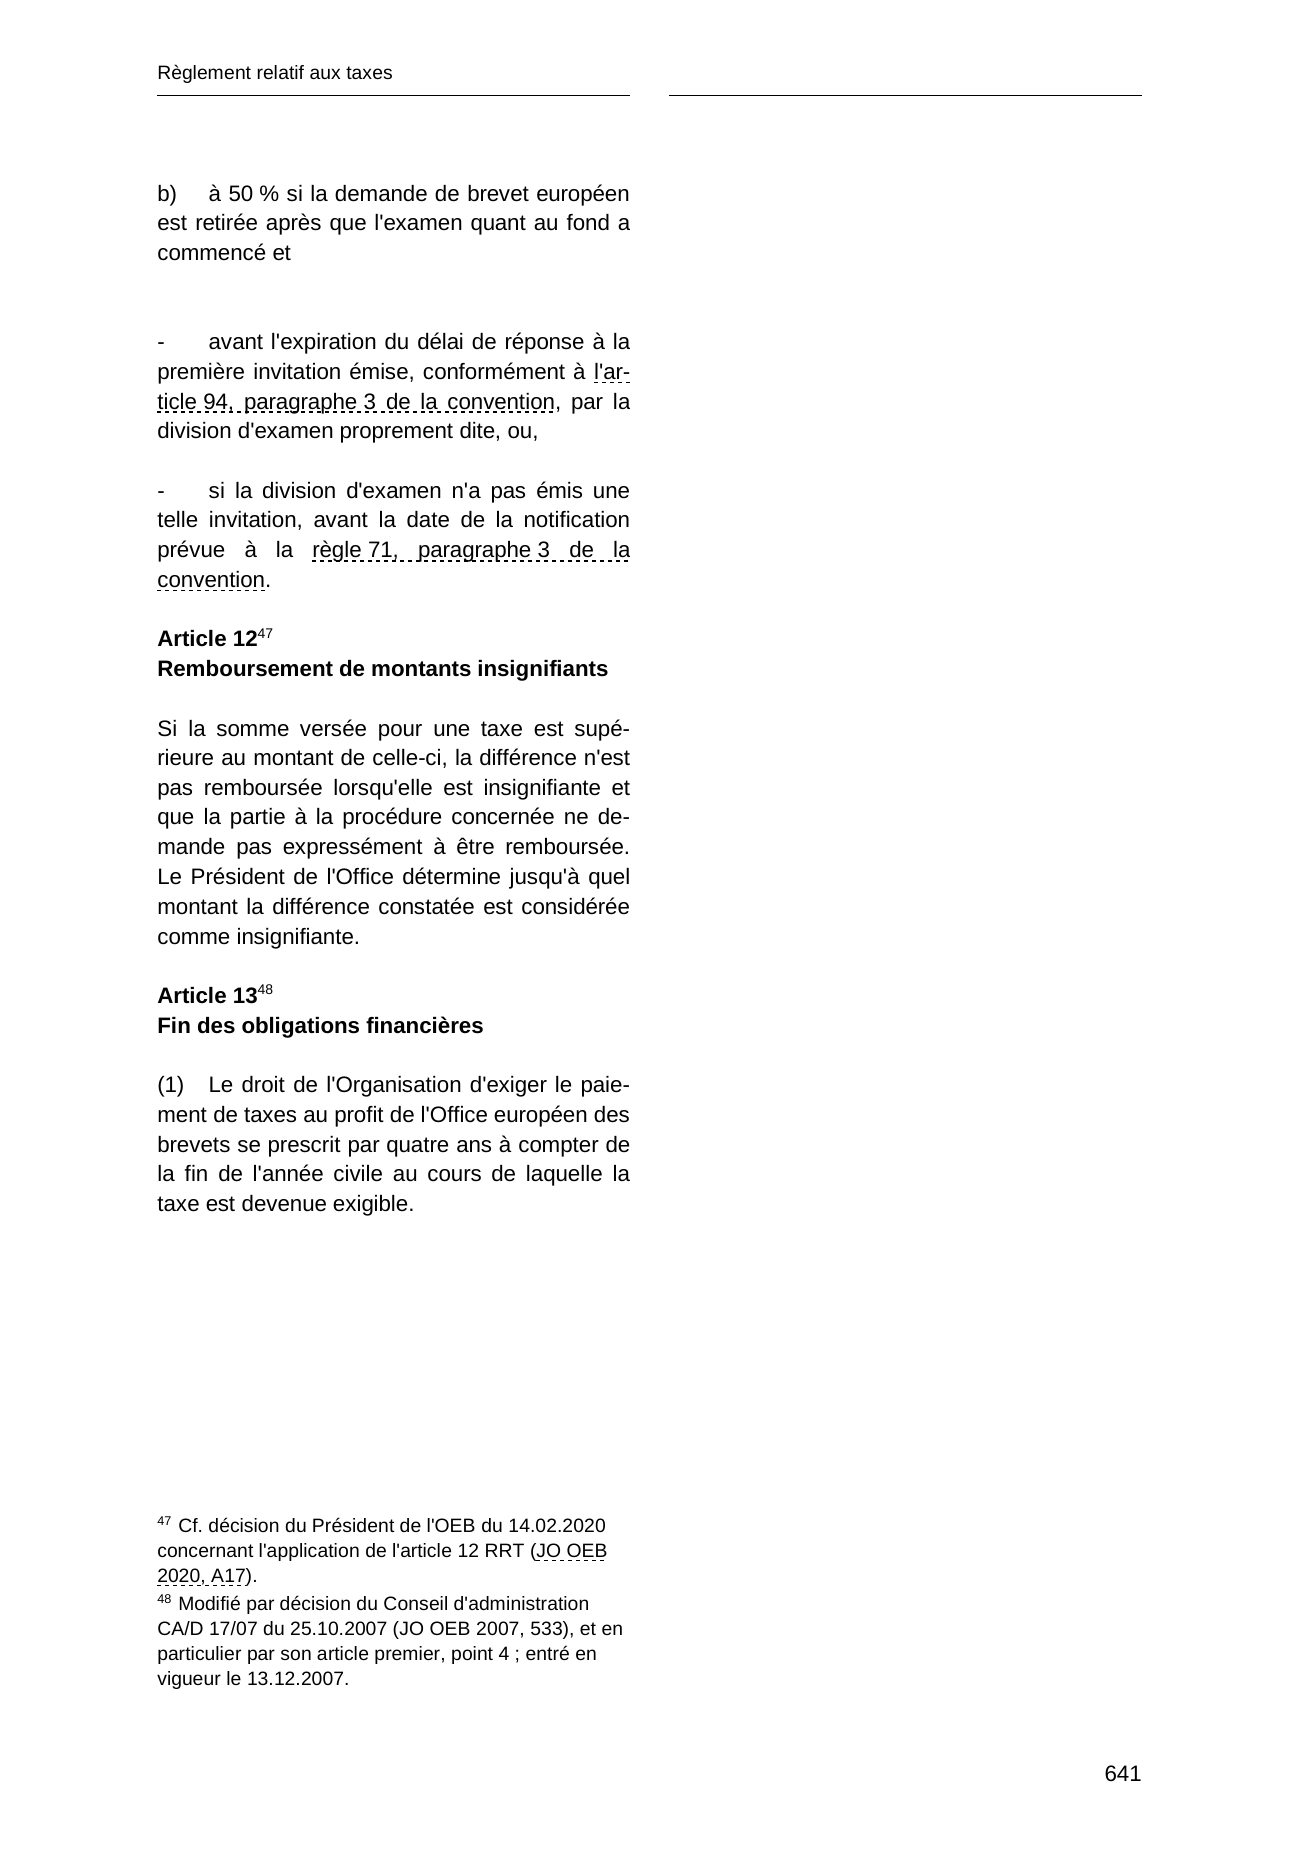 Règlement relatif aux taxes
b) à 50 % si la demande de brevet européen
est retirée après que l'examen quant au fond a
commencé et
- avant l'expiration du délai de réponse à la
première invitation émise, conformément à l'ar-
ticle 94, paragraphe 3 de la convention, par la
division d'examen proprement dite, ou,
- si la division d'examen n'a pas émis une
telle invitation, avant la date de la notification
prévue à la règle 71, paragraphe 3 de la
convention.
Article 12⁴⁷
Remboursement de montants insignifiants
Si la somme versée pour une taxe est supé-
rieure au montant de celle-ci, la différence n'est
pas remboursée lorsqu'elle est insignifiante et
que la partie à la procédure concernée ne de-
mande pas expressément à être remboursée.
Le Président de l'Office détermine jusqu'à quel
montant la différence constatée est considérée
comme insignifiante.
Article 13⁴⁸
Fin des obligations financières
(1) Le droit de l'Organisation d'exiger le paie-
ment de taxes au profit de l'Office européen des
brevets se prescrit par quatre ans à compter de
la fin de l'année civile au cours de laquelle la
taxe est devenue exigible.
⁴⁷ Cf. décision du Président de l'OEB du 14.02.2020
concernant l'application de l'article 12 RRT (JO OEB
2020, A17).
⁴⁸ Modifié par décision du Conseil d'administration
CA/D 17/07 du 25.10.2007 (JO OEB 2007, 533), et en
particulier par son article premier, point 4 ; entré en
vigueur le 13.12.2007.
641